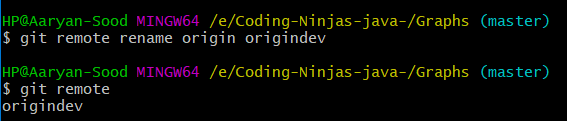 HP@Aaryan-Sood MINGW64 /e/Coding-Ninjas-java-/Graphs (master)
$ git remote rename origin origindev
HP@Aaryan-Sood MINGW64 /e/Coding-Ninjas-java-/Graphs (master)
$ git remote
origindev